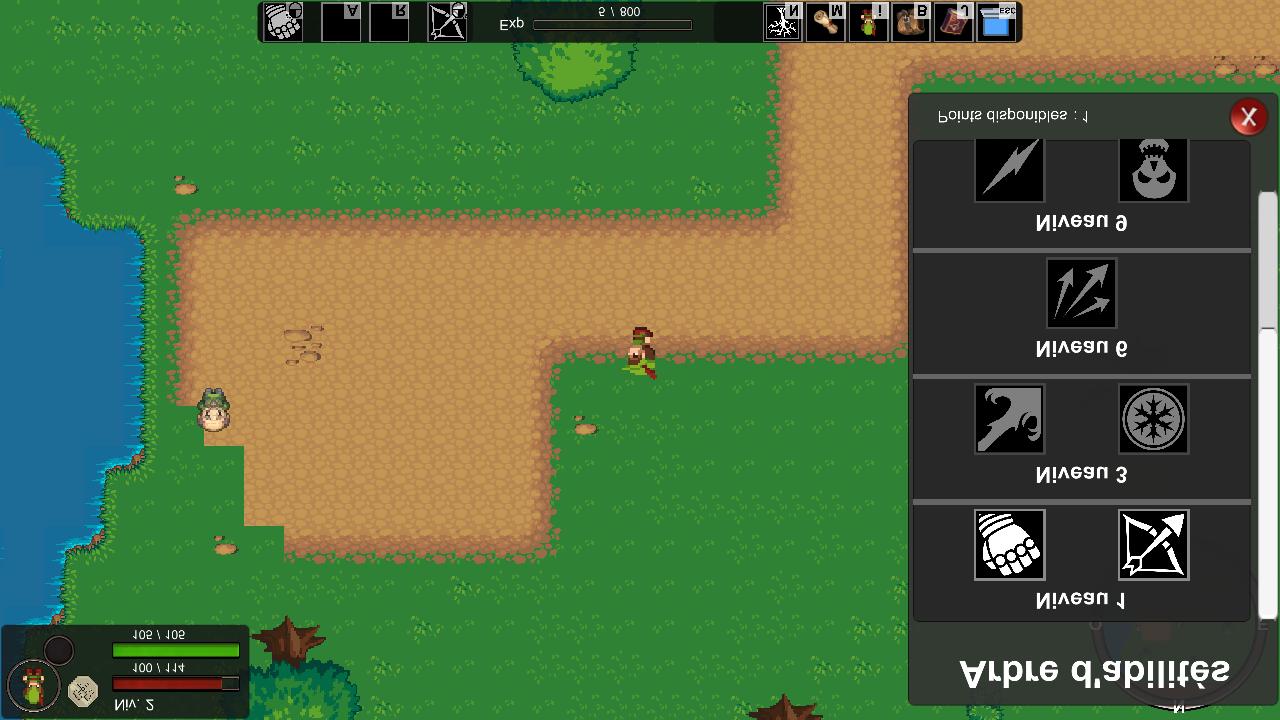 Arbre d'abilités
Niveau 1
Niveau 3
Niveau 6
Niveau 9
Points disponibles : 1
X
N
Niv. 2
100 / 114
105 / 105
A
R
Exp
5 / 800
N
M
I
B
J
esc